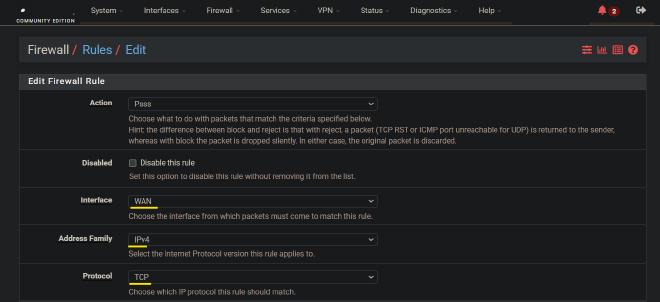 System Interfaces Firewall Services VPN Status Diagnostics Help 2
COMMUNITY EDITION
Firewall / Rules / Edit
Edit Firewall Rule
Action Pass
Choose what to do with packets that match the criteria specified below.
Hint: the difference between block and reject is that with reject, a packet (TCP RST or ICMP port unreachable for UDP) is returned to the sender,
whereas with block the packet is dropped silently. In either case, the original packet is discarded.
Disabled Disable this rule
Set this option to disable this rule without removing it from the list.
Interface WAN
Choose the interface from which packets must come to match this rule.
Address Family IPv4
Select the Internet Protocol version this rule applies to.
Protocol TCP
Choose which IP protocol this rule should match.